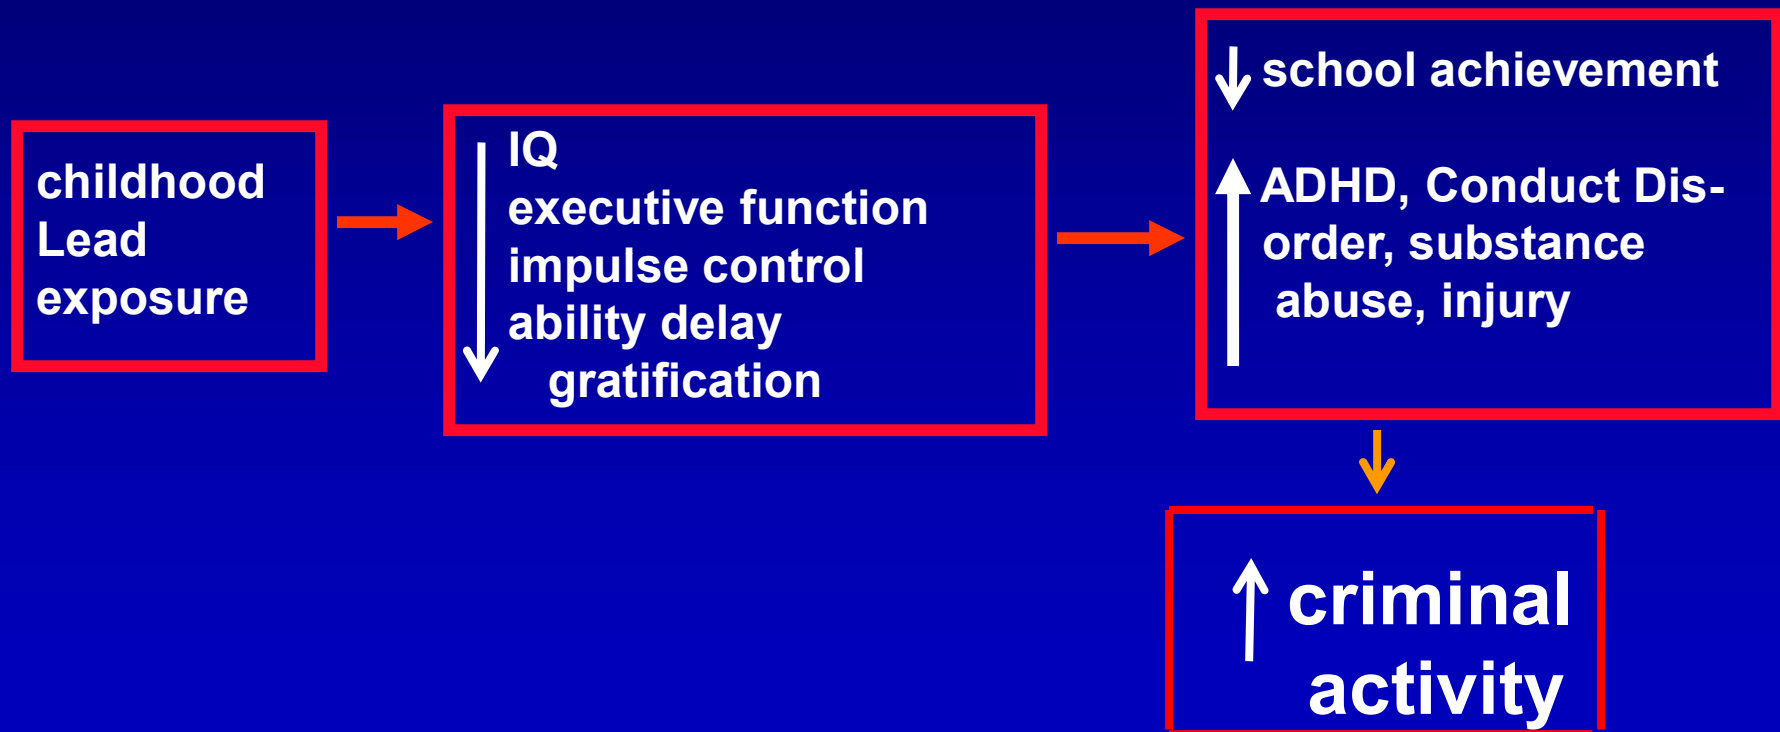 childhood
Lead
exposure
IQ
executive function
impulse control
ability delay
gratification
school achievement
ADHD, Conduct Dis-
order, substance
abuse, injury
criminal
activity